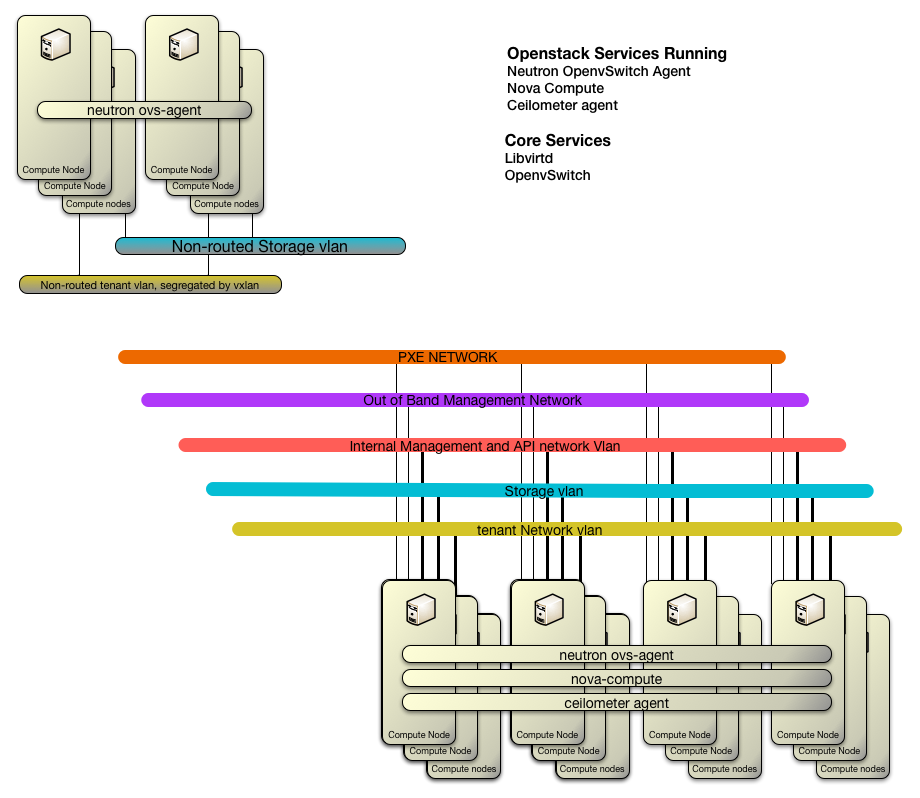 Openstack Services Running
Neutron OpenvSwitch Agent
Nova Compute
Ceilometer agent
Core Services
Libvirtd
OpenvSwitch
neutron ovs-agent
Compute Node
Compute Node
Compute Node
Compute Node
Compute nodes
Compute nodes
Non-routed Storage vlan
Non-routed tenant vlan, segregated by vxlan
PXE NETWORK
Out of Band Management Network
Internal Management and API network Vlan
Storage vlan
tenant Network vlan
neutron ovs-agent
nova-compute
ceilometer agent
Compute Node
Compute Node
Compute Node
Compute Node
Compute Node
Compute Node
Compute Node
Compute Node
Compute nodes
Compute nodes
Compute nodes
Compute nodes